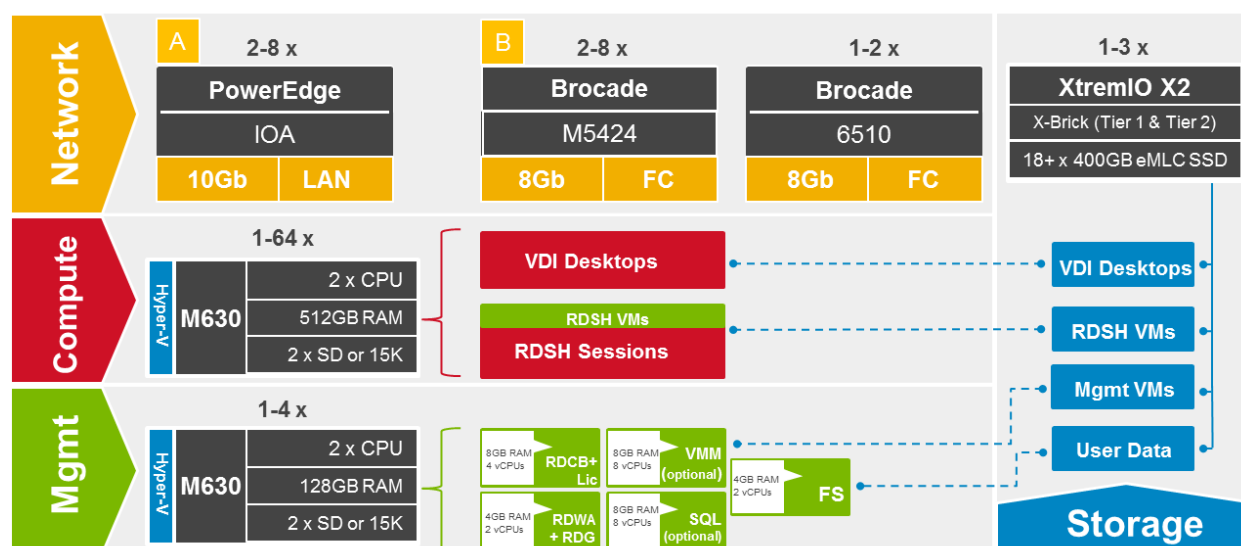 Network
A
2-8 x
PowerEdge
IOA
10Gb LAN
B
2-8 x
Brocade
M5424
8Gb FC
1-2 x
Brocade
6510
8Gb FC
1-3 x
XtremIO X2
X-Brick (Tier 1 & Tier 2)
18+ x 400GB eMLC SSD
Compute
1-64 x
Hyper-V
M630
2 x CPU
512GB RAM
2 x SD or 15K
VDI Desktops
RDSH VMs
RDSH Sessions
VDI Desktops
RDSH VMs
Mgmt VMs
User Data
Storage
Mgmt
1-4 x
Hyper-V
M630
2 x CPU
128GB RAM
2 x SD or 15K
8GB RAM
4 vCPUs
RDCB+
Lic
8GB RAM
8 vCPUs
VMM
(optional)
4GB RAM
2 vCPUs
FS
4GB RAM
2 vCPUs
RDWA
+ RDG
8GB RAM
8 vCPUs
SQL
(optional)